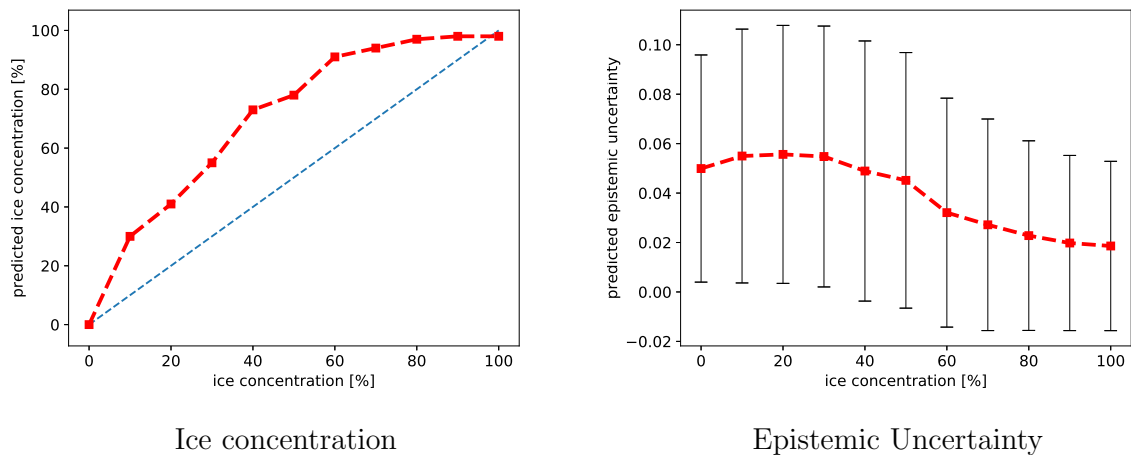 100
80
60
40
20
0
predicted ice concentration [%]
0 20 40 60 80 100
ice concentration [%]
Ice concentration
0.10
0.08
0.06
0.04
0.02
0.00
−0.02
predicted epistemic uncertainty
0 20 40 60 80 100
ice concentration [%]
Epistemic Uncertainty